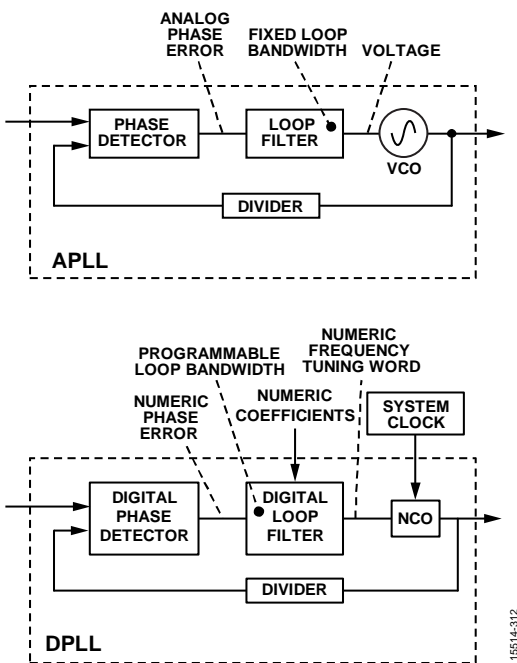 ANALOG
PHASE
ERROR
FIXED LOOP
BANDWIDTH
VOLTAGE
PHASE
DETECTOR
LOOP
FILTER
VCO
DIVIDER
APLL
PROGRAMMABLE
LOOP BANDWIDTH
NUMERIC
FREQUENCY
TUNING WORD
NUMERIC
PHASE
ERROR
NUMERIC
COEFFICIENTS
SYSTEM
CLOCK
DIGITAL
PHASE
DETECTOR
DIGITAL
LOOP
FILTER
NCO
DIVIDER
DPLL
15514-312